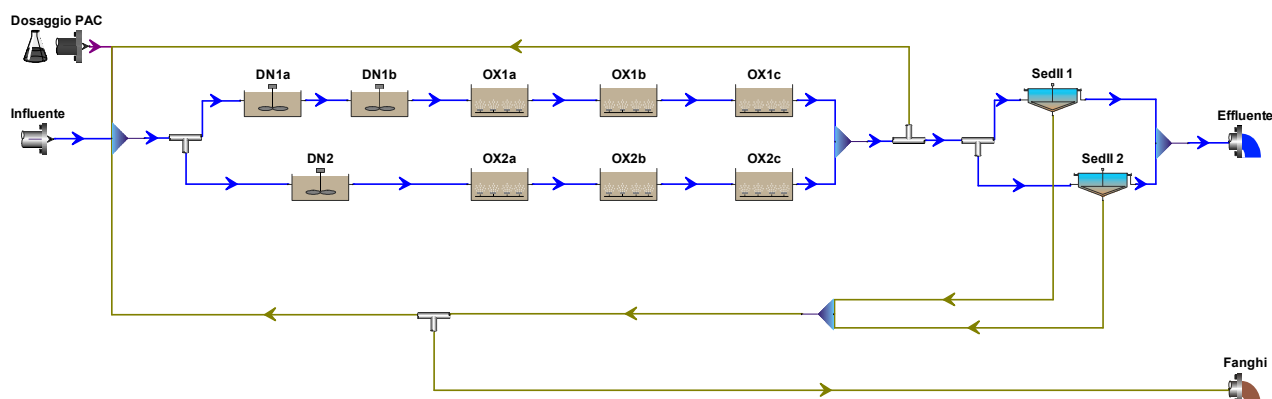 Dosaggio PAC
DN1a
DN1b
OX1a
OX1b
OX1c
SedII 1
Influente
Effluente
DN2
OX2a
OX2b
OX2c
SedII 2
Fanghi